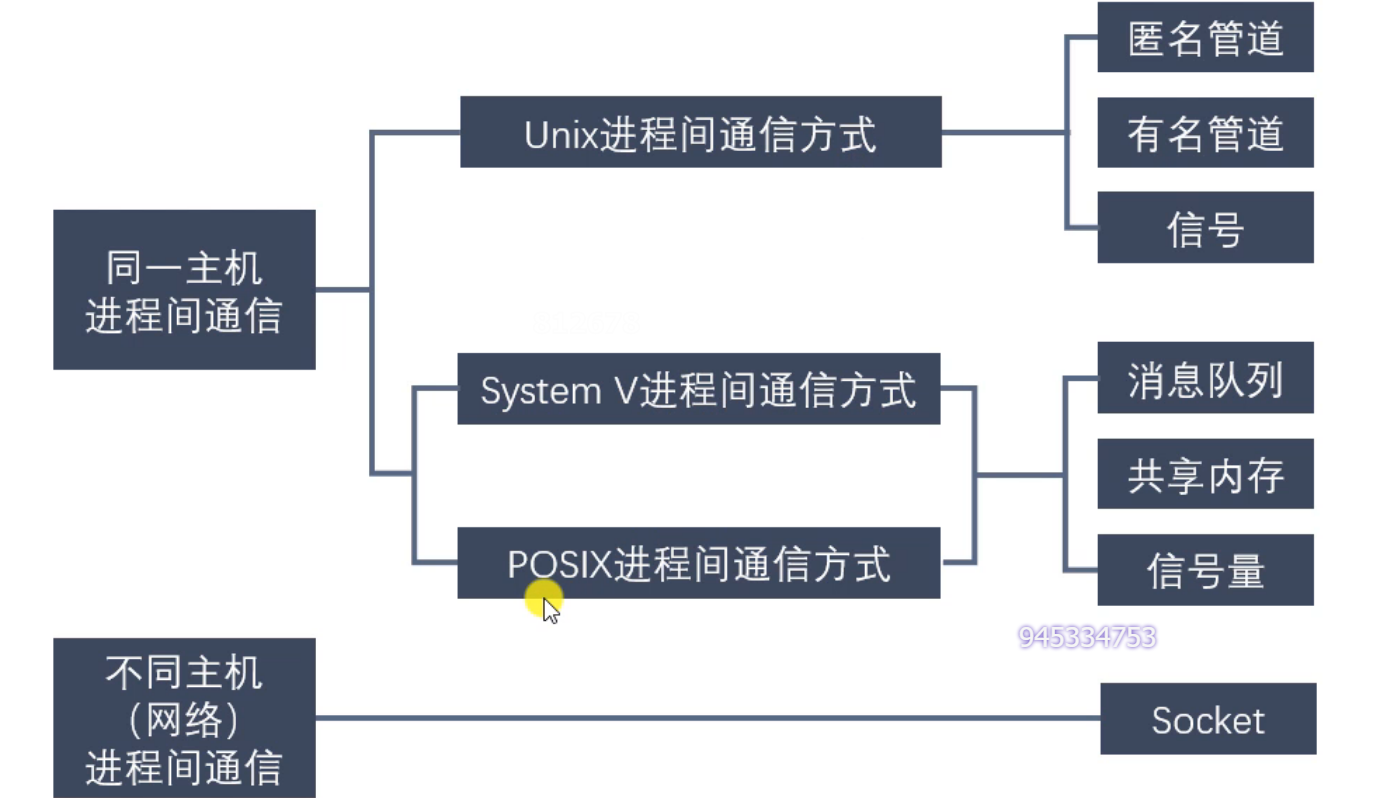 匿名管道
Unix进程间通信方式
有名管道
信号
同一主机
进程间通信
System V进程间通信方式
消息队列
共享内存
POSIX进程间通信方式
信号量
945334753
不同主机
（网络）
进程间通信
Socket